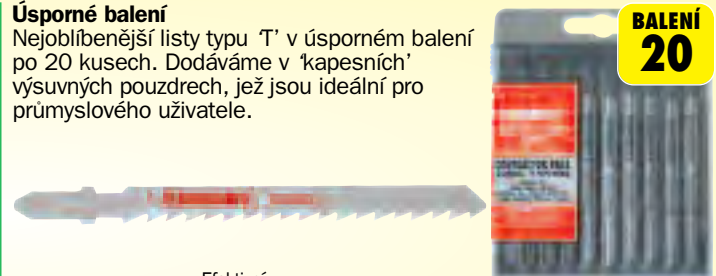 Úsporné balení
Nejoblíbenější listy typu ‘T’ v úsporném balení
po 20 kusech. Dodáváme v ‘kapesních’
výsuvných pouzdrech, jež jsou ideální pro
průmyslového uživatele.
BALENÍ
20